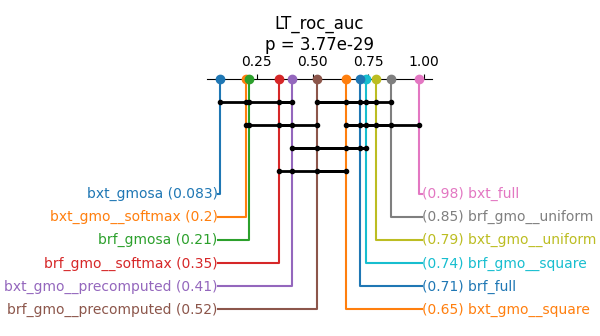 LT_roc_auc
p = 3.77e-29
0.25 0.50 0.75 1.00
bxt_gmosa (0.083)
(0.98) bxt_full
bxt_gmo__softmax (0.2)
(0.85) brf_gmo__uniform
brf_gmosa (0.21)
(0.79) bxt_gmo__uniform
brf_gmo__softmax (0.35)
(0.74) brf_gmo__square
bxt_gmo__precomputed (0.41)
(0.71) brf_full
brf_gmo__precomputed (0.52)
(0.65) bxt_gmo__square